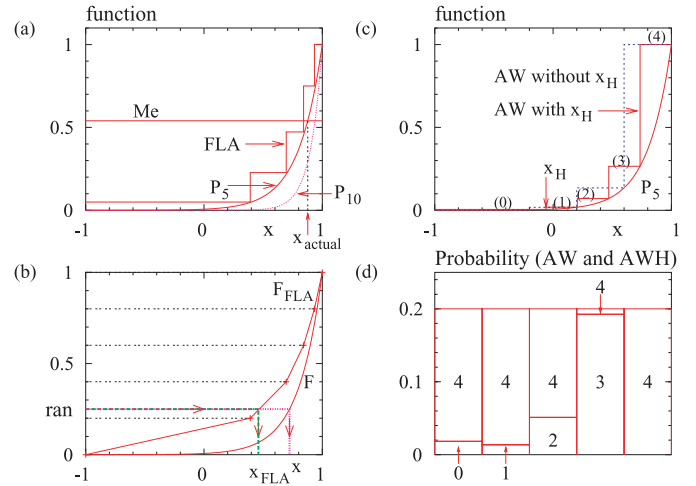 (a)
function
1
0.5
0
Me
FLA
P5
P10
-1
0
x
1
xactual
(c)
function
1
0.5
0
(4)
AW without xH
AW with xH
xH
(3)
(2)
(0)
(1)
P5
-1
0
x
1
(b)
1
0.5
ran
0
FFLA
F
-1
0
xFLA
x
1
(d)
Probability (AW and AWH)
0.2
0.1
0
4
4
4
4
3
4
2
0
1